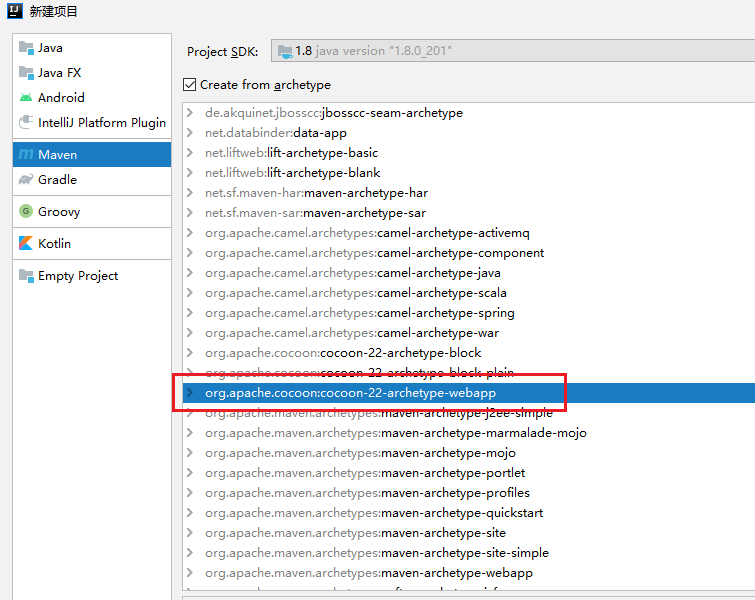 新建项目
Java
Java FX
Android
IntelliJ Platform Plugin
Maven
Gradle
Groovy
Kotlin
Empty Project
Project SDK: 1.8 java version "1.8.0_201"
Create from archetype
de.akquinet.jbosscc:jbosscc-seam-archetype
net.databinder:data-app
net.liftweb:lift-archetype-basic
net.liftweb:lift-archetype-blank
net.sf.maven-har:maven-archetype-har
net.sf.maven-sar:maven-archetype-sar
org.apache.camel.archetypes:camel-archetype-activemq
org.apache.camel.archetypes:camel-archetype-component
org.apache.camel.archetypes:camel-archetype-java
org.apache.camel.archetypes:camel-archetype-scala
org.apache.camel.archetypes:camel-archetype-spring
org.apache.camel.archetypes:camel-archetype-war
org.apache.cocoon:cocoon-22-archetype-block
org.apache.cocoon:cocoon-22-archetype-block-plain
org.apache.cocoon:cocoon-22-archetype-webapp
org.apache.maven.archetypes:maven-archetype-j2ee-simple
org.apache.maven.archetypes:maven-archetype-marmalade-mojo
org.apache.maven.archetypes:maven-archetype-mojo
org.apache.maven.archetypes:maven-archetype-portlet
org.apache.maven.archetypes:maven-archetype-profiles
org.apache.maven.archetypes:maven-archetype-quickstart
org.apache.maven.archetypes:maven-archetype-site
org.apache.maven.archetypes:maven-archetype-site-simple
org.apache.maven.archetypes:maven-archetype-webapp